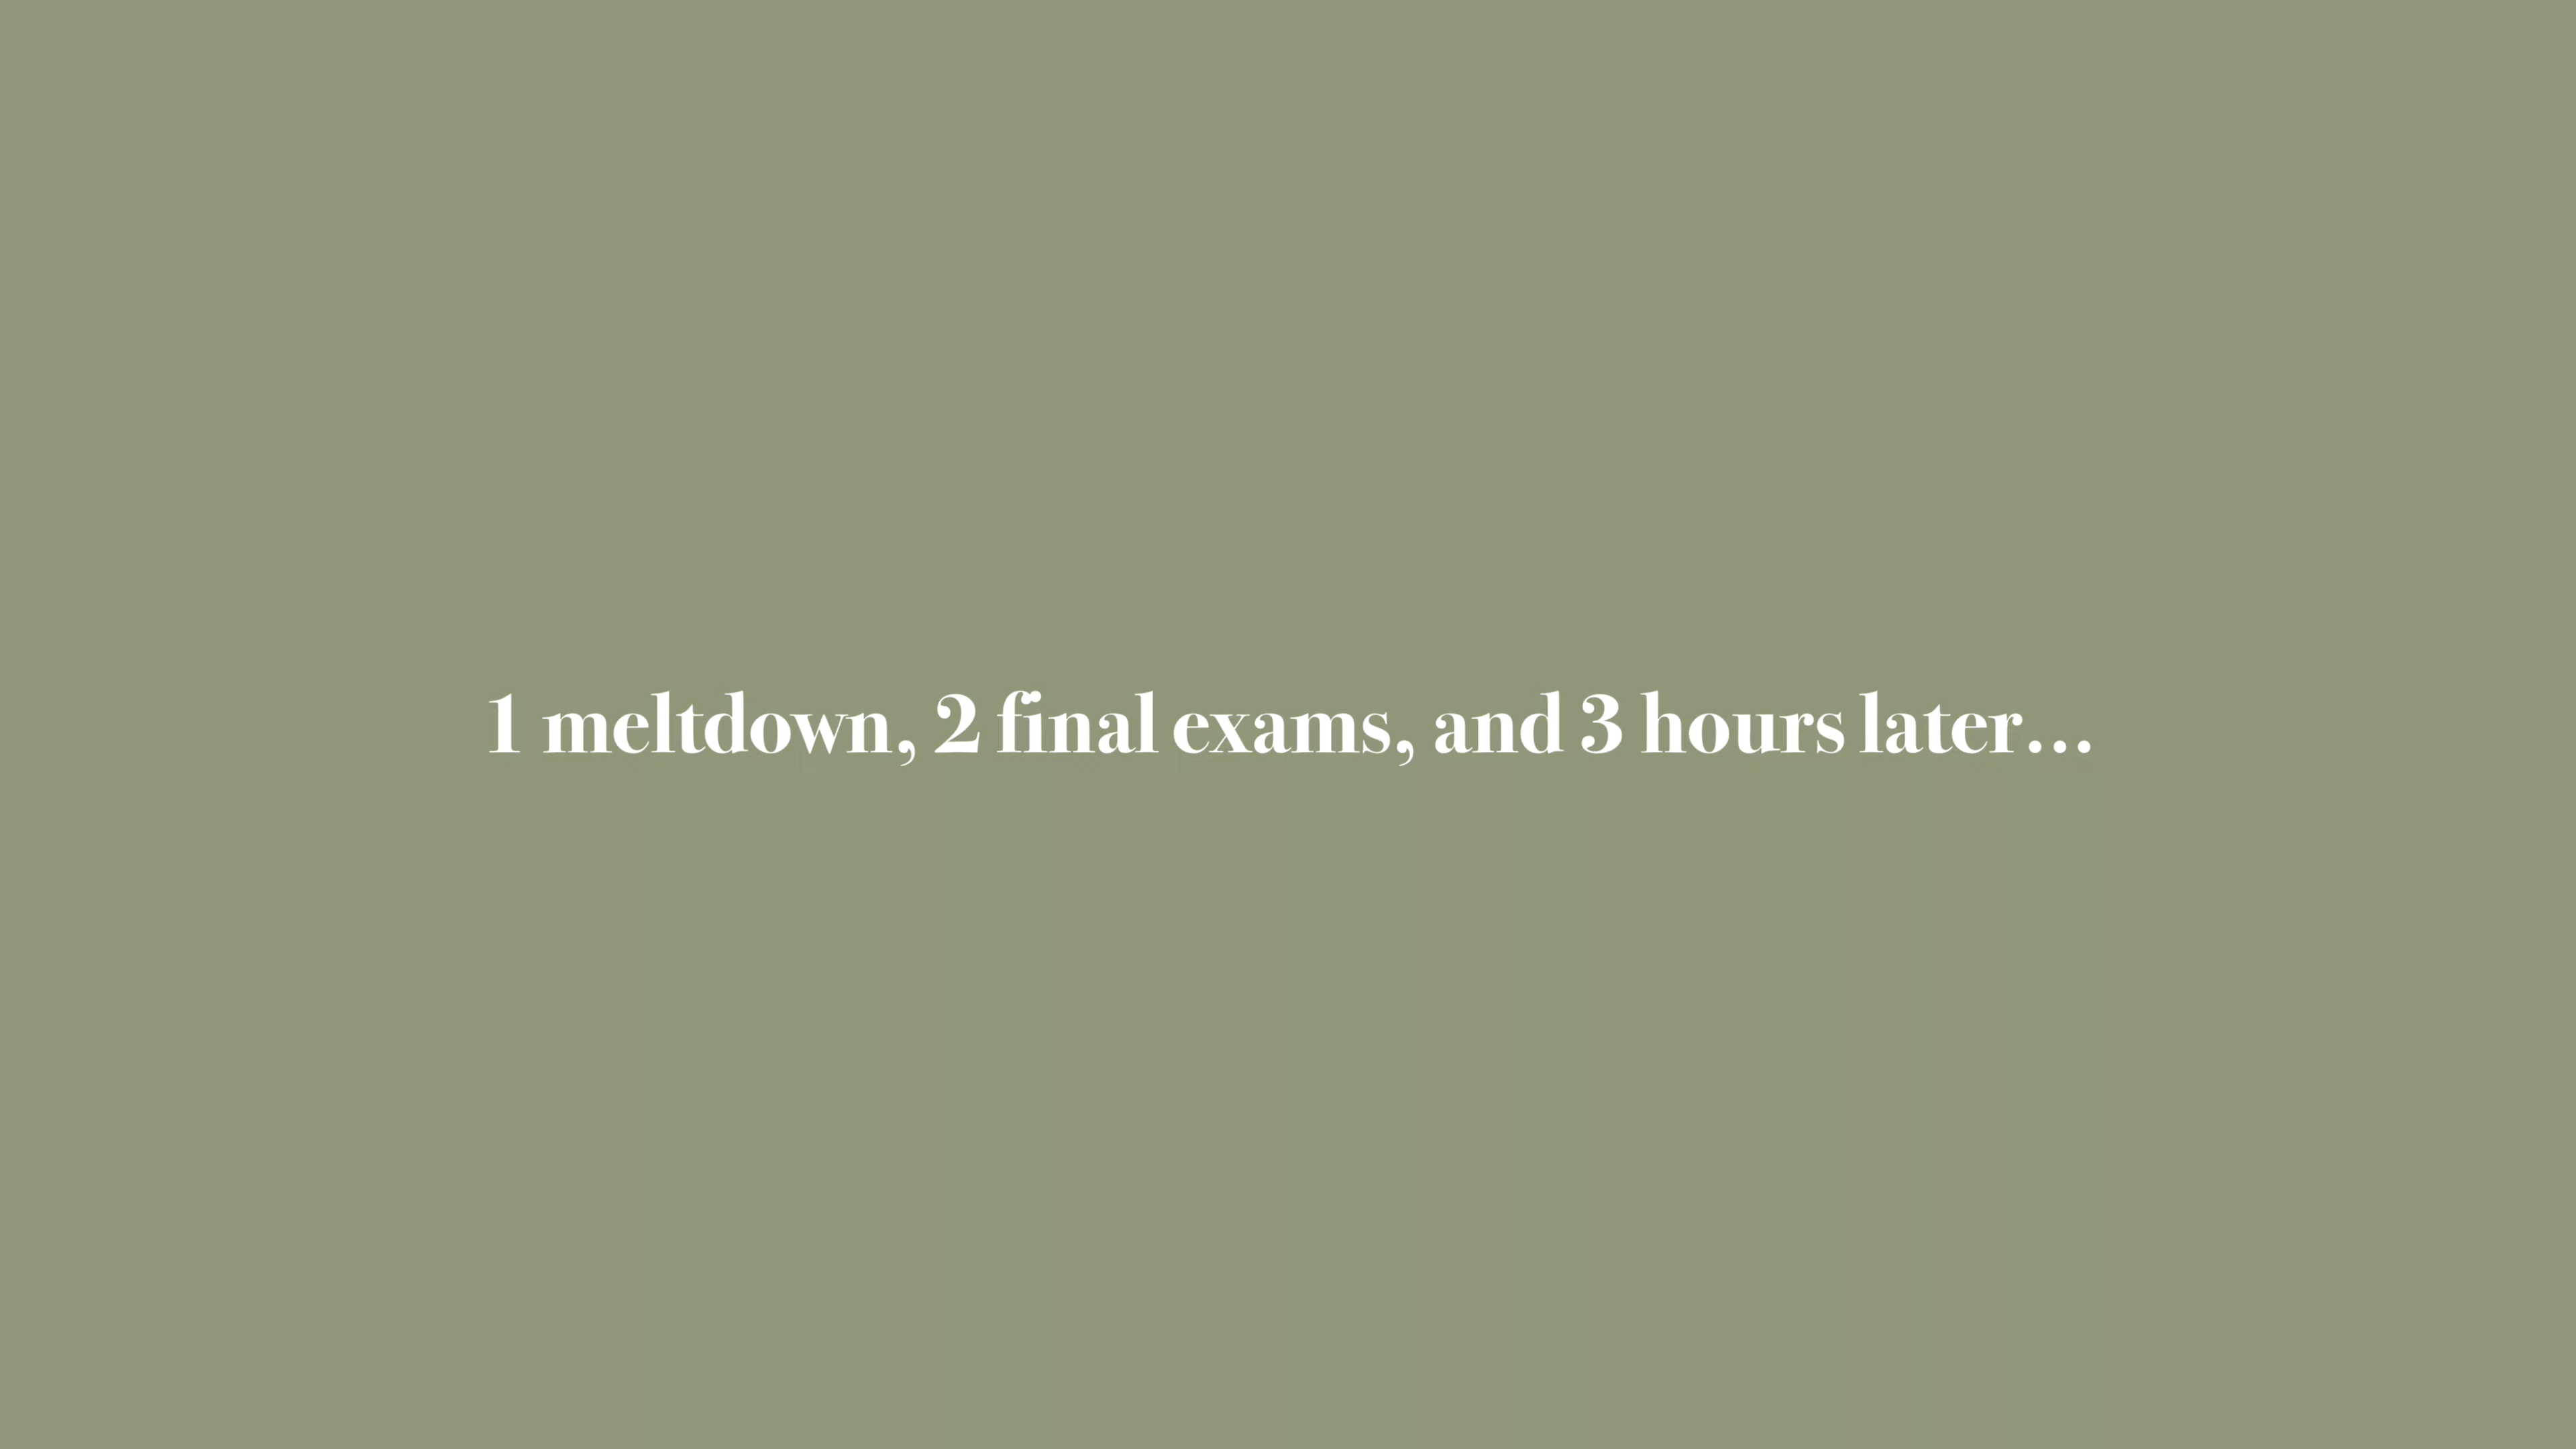 1 meltdown, 2 final exams, and 3 hours later...